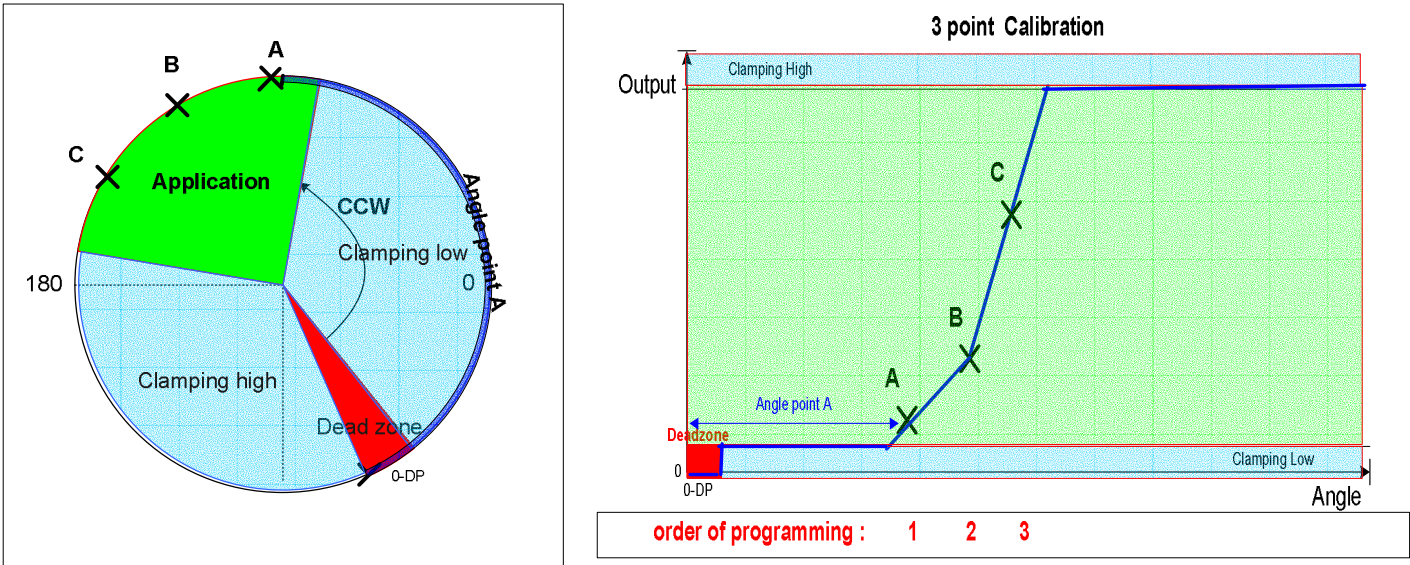 A
B
C
Application
CCW
Clamping low
Angle point A
180
0
Clamping high
Dead zone
0-DP
3 point Calibration
Output
Clamping High
C
B
A
Angle point A
Deadzone
0
Clamping Low
0-DP
Angle
order of programming : 1 2 3